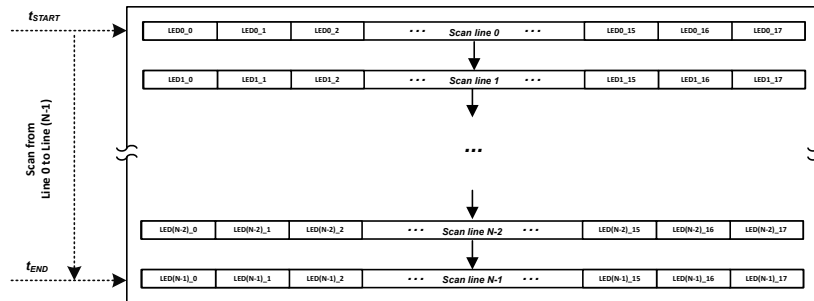 tSTART
LED0_0 LED0_1 LED0_2 ··· Scan line 0 ··· LED0_15 LED0_16 LED0_17
LED1_0 LED1_1 LED1_2 ··· Scan line 1 ··· LED1_15 LED1_16 LED1_17
Scan from
Line 0 to Line (N-1)
...
LED(N-2)_0 LED(N-2)_1 LED(N-2)_2 ··· Scan line N-2 ··· LED(N-2)_15 LED(N-2)_16 LED(N-2)_17
tEND
LED(N-1)_0 LED(N-1)_1 LED(N-1)_2 ··· Scan line N-1 ··· LED(N-1)_15 LED(N-1)_16 LED(N-1)_17